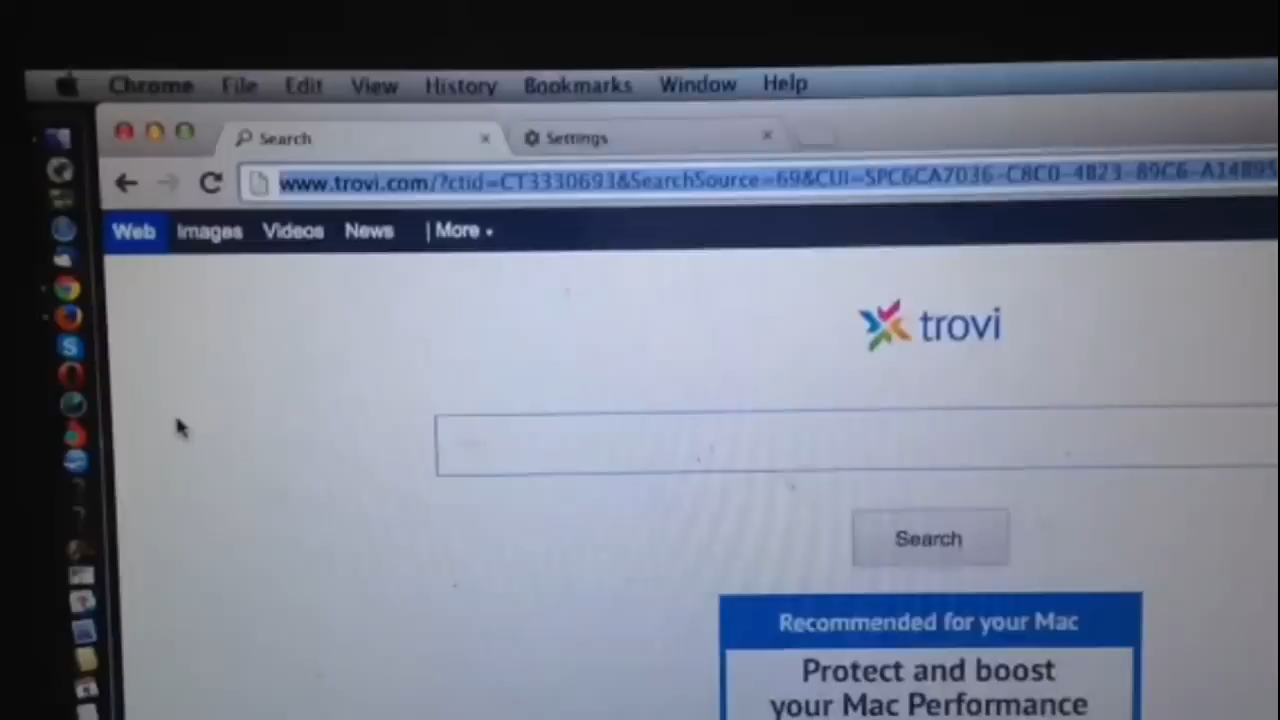 Chrome File Edit View History Bookmarks Window Help
Search Settings
www.trovi.com/?ctid=CT3330693&SearchSource=69&CUI=SPC6CA7036-C8C0-4B23-89C6-A14B95
Web Images Videos News | More
trovi
Search
Recommended for your Mac
Protect and boost
your Mac Performance